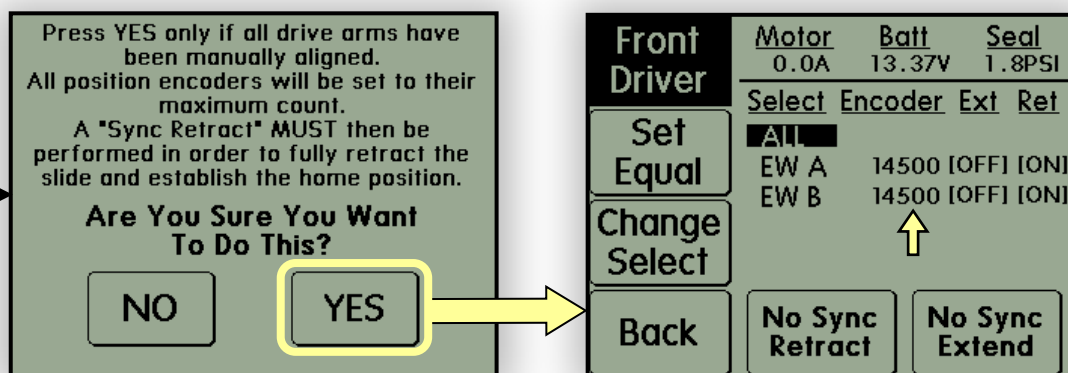 Press YES only if all drive arms have
been manually aligned.
All position encoders will be set to their
maximum count.
A "Sync Retract" MUST then be
performed in order to fully retract the
slide and establish the home position.
Are You Sure You Want
To Do This?
NO
YES
Front
Driver
Motor Batt Seal
0.0A 13.37V 1.8PSI
Select Encoder Ext Ret
ALL
EW A 14500 [OFF] [ON]
EW B 14500 [OFF] [ON]
Set
Equal
Change
Select
Back
No Sync
Retract
No Sync
Extend